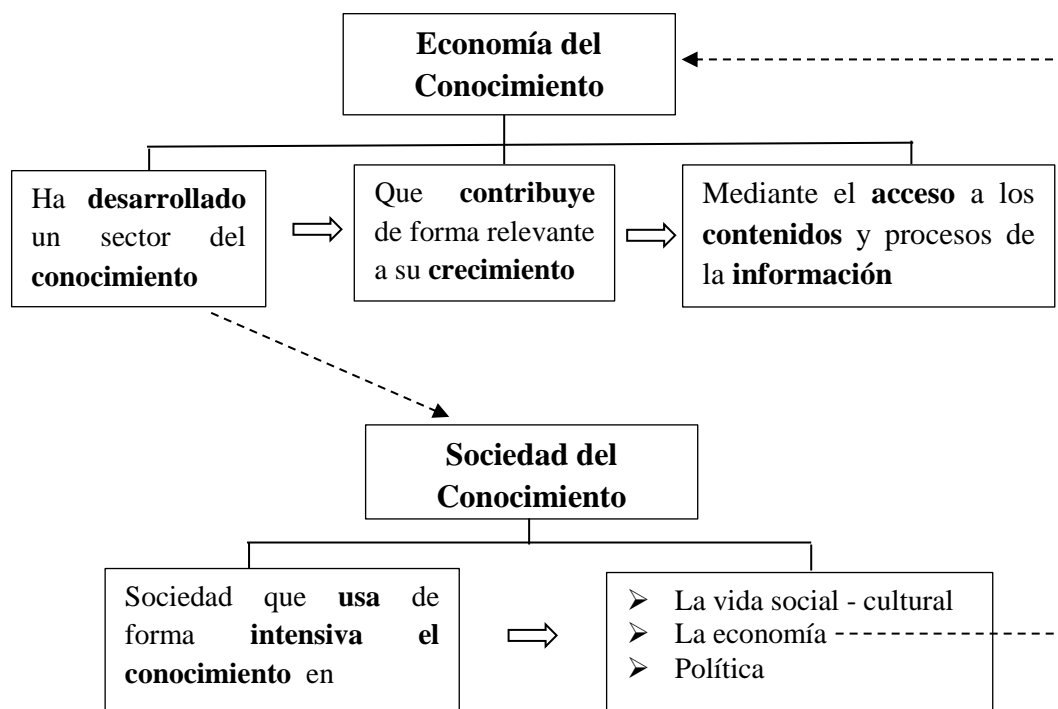 Economía del
Conocimiento
Ha desarrollado
un sector del
conocimiento
Que contribuye
de forma relevante
a su crecimiento
Mediante el acceso a los
contenidos y procesos de
la información
Sociedad del
Conocimiento
Sociedad que usa de
forma intensiva el
conocimiento en
➢ La vida social - cultural
➢ La economía
➢ Política